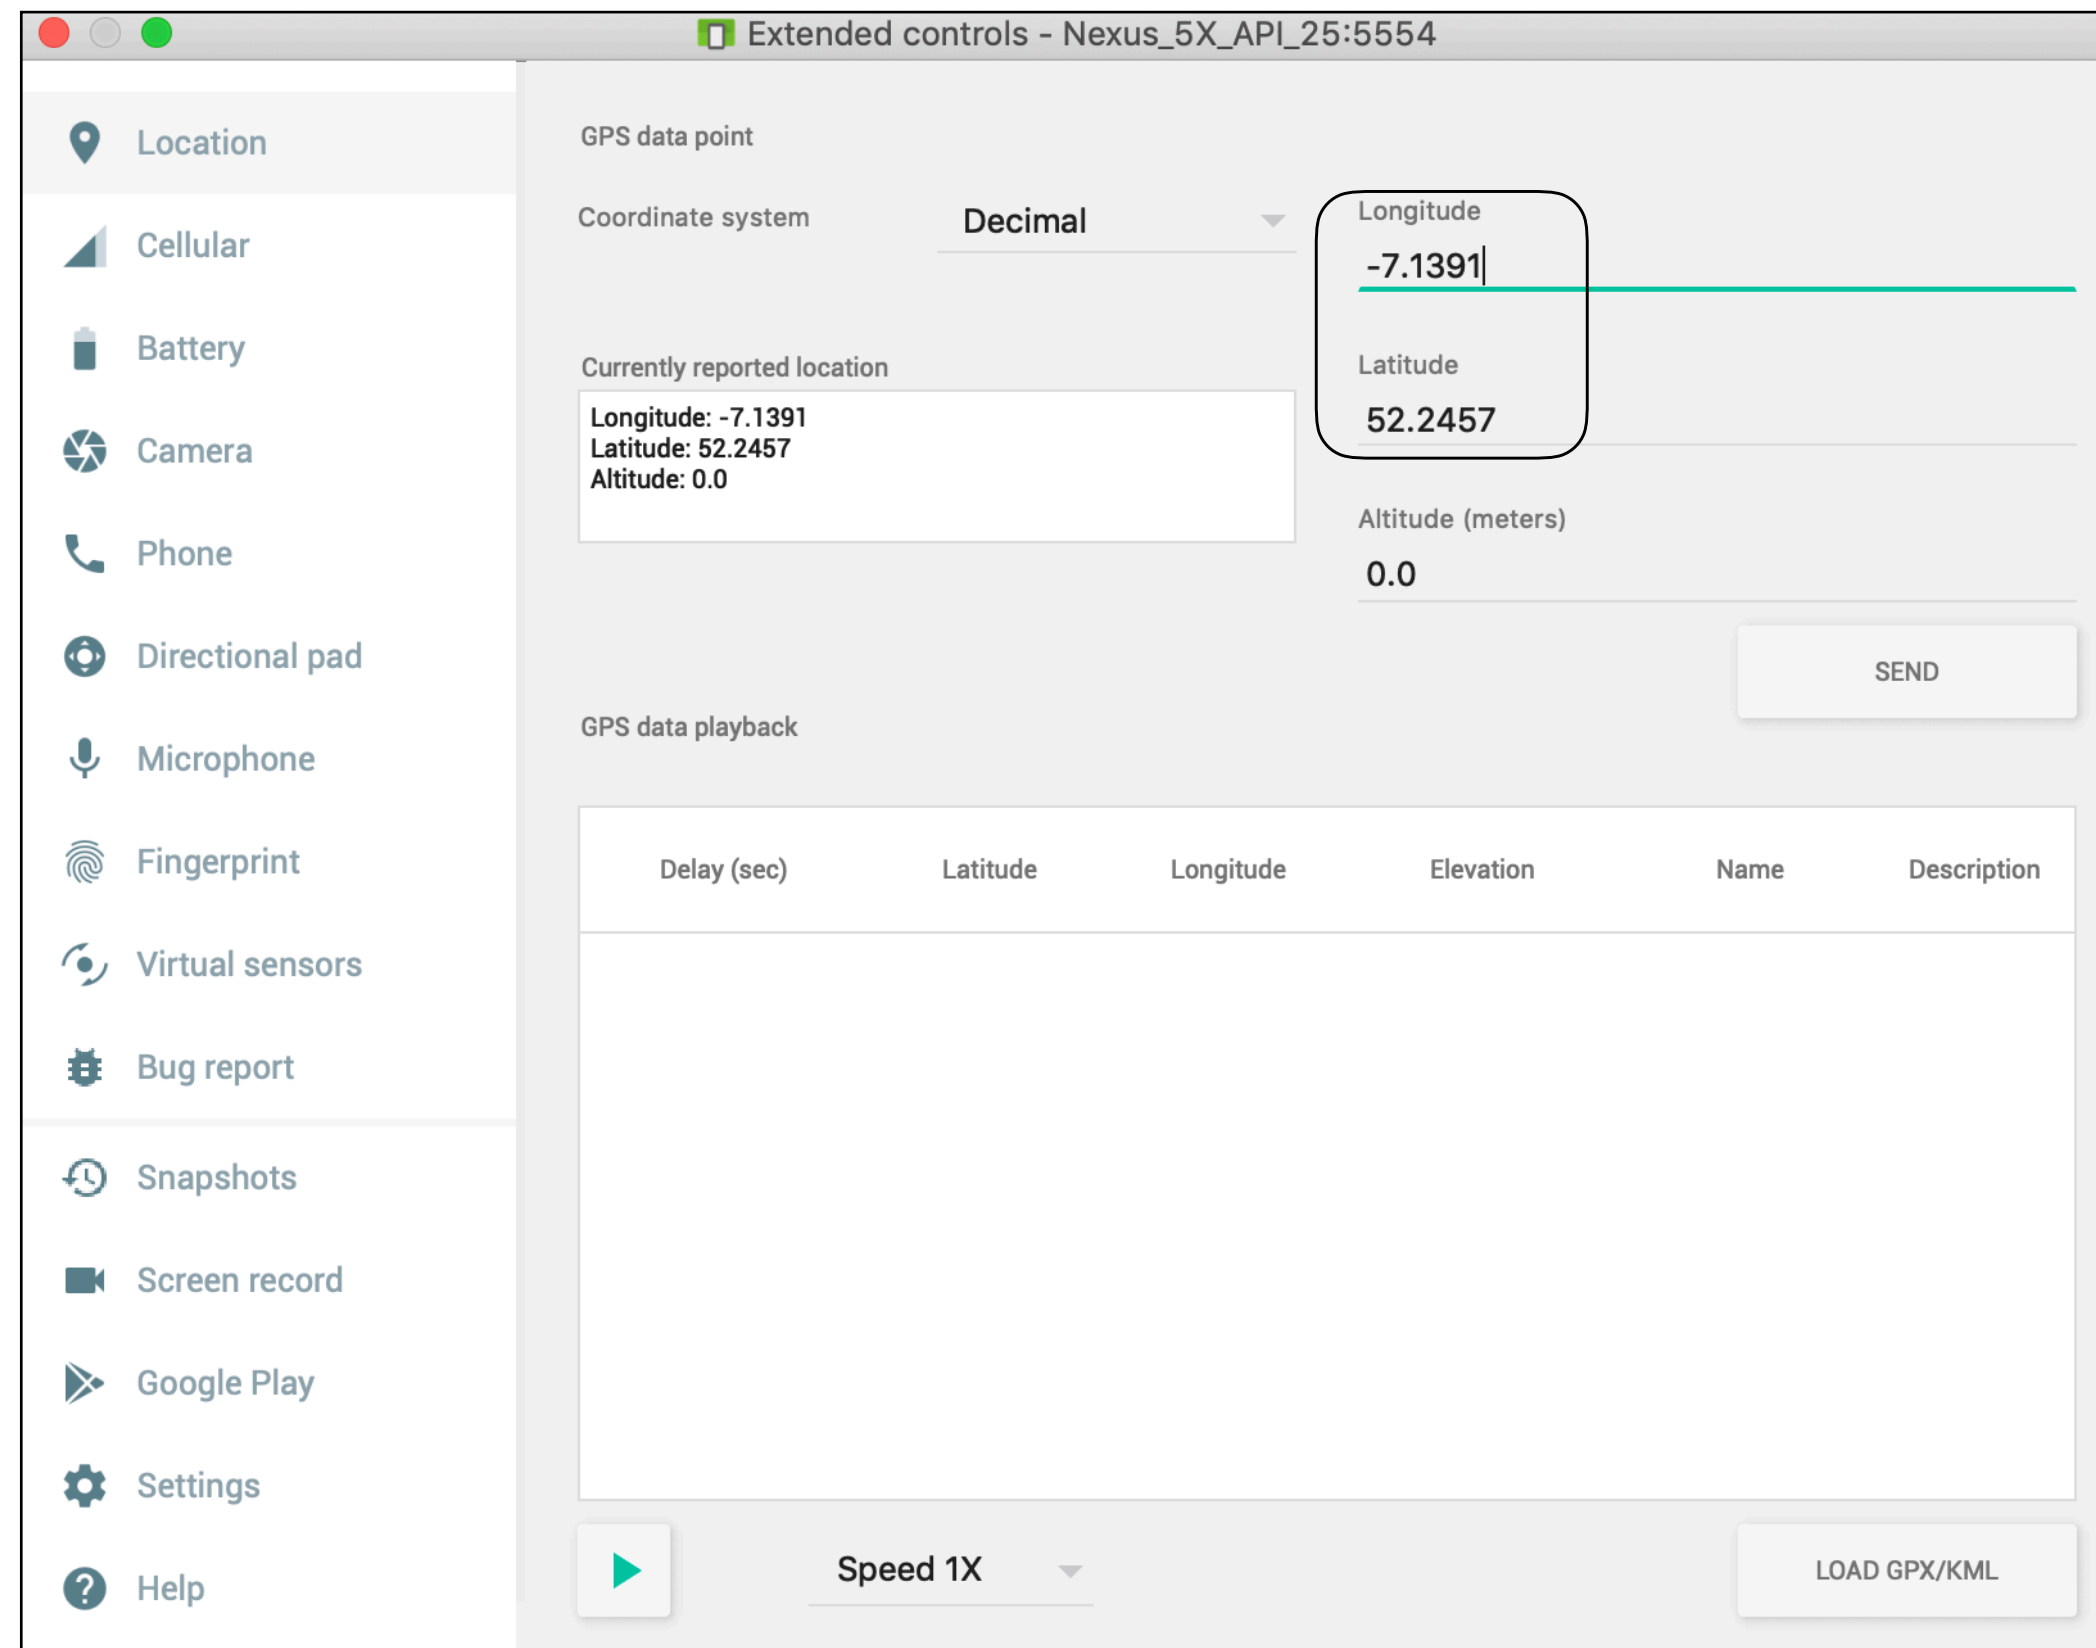 Extended controls - Nexus_5X_API_25:5554
Location
Cellular
Battery
Camera
Phone
Directional pad
Microphone
Fingerprint
Virtual sensors
Bug report
Snapshots
Screen record
Google Play
Settings
Help
GPS data point
Coordinate system
Decimal
Longitude
-7.1391
Currently reported location
Longitude: -7.1391
Latitude: 52.2457
Altitude: 0.0
Latitude
52.2457
Altitude (meters)
0.0
SEND
GPS data playback
Delay (sec) Latitude Longitude Elevation Name Description
Speed 1X
LOAD GPX/KML